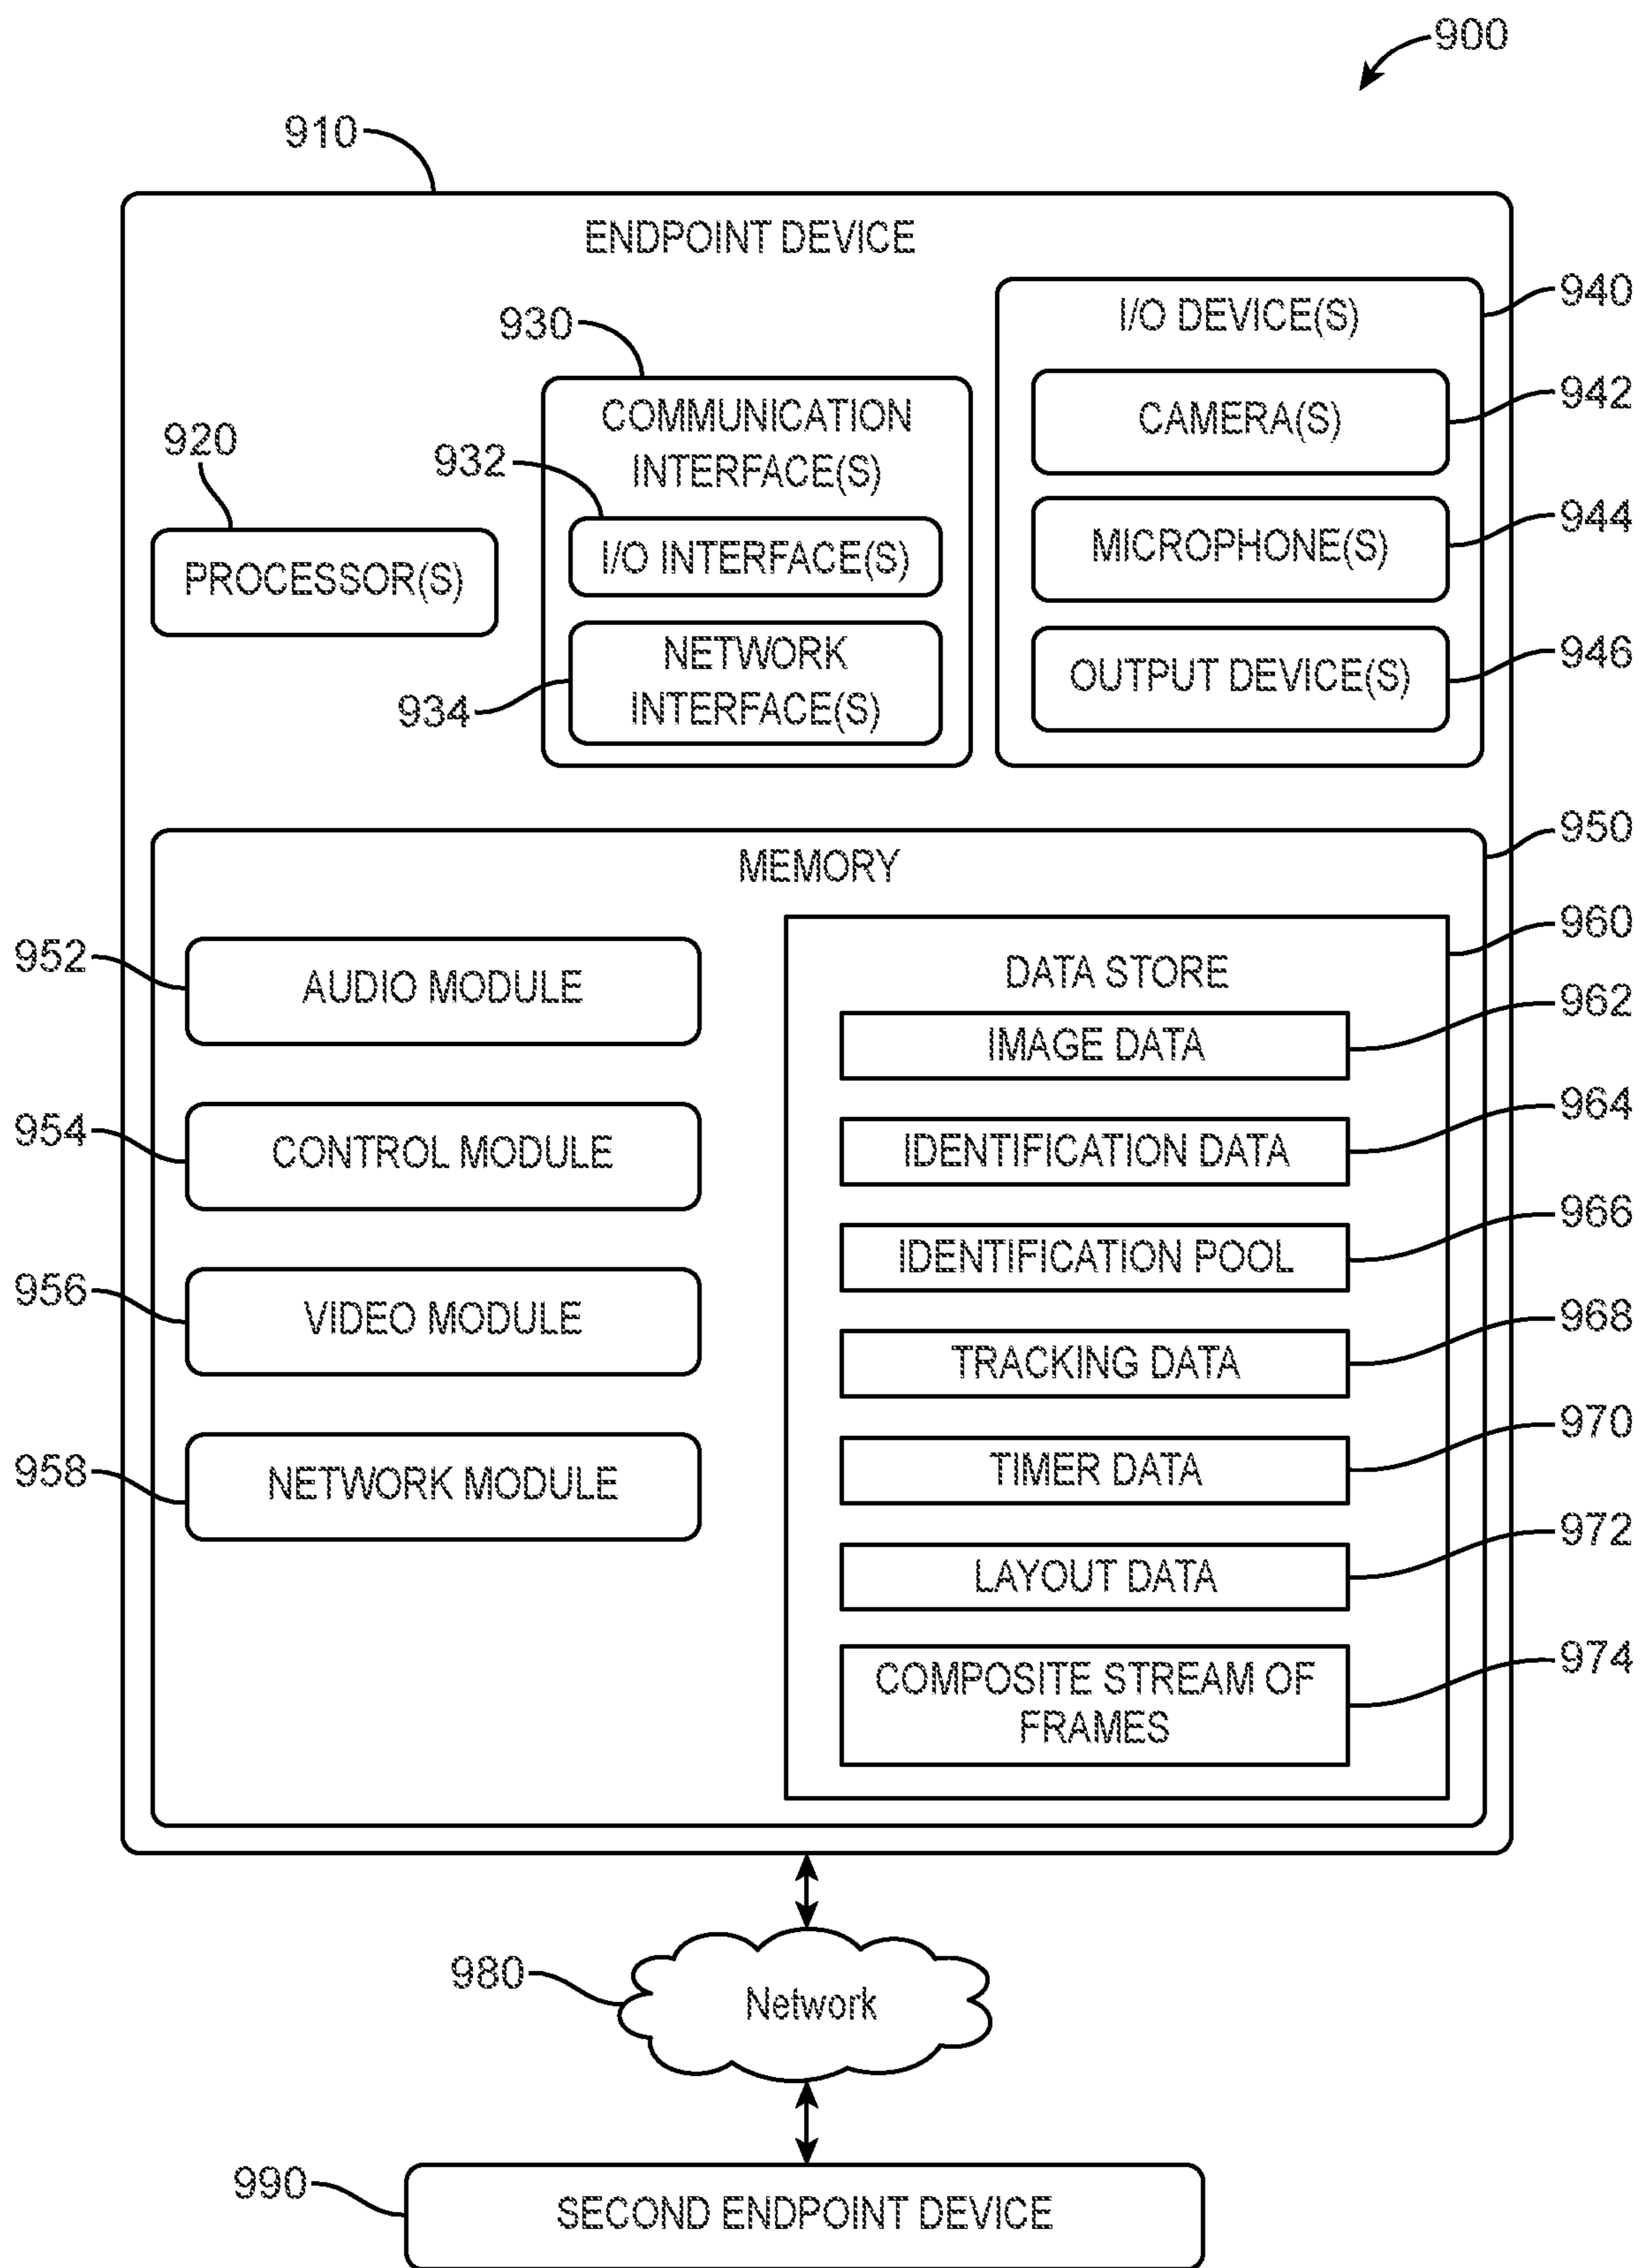 900
910
ENDPOINT DEVICE
940
I/O DEVICE(S)
930
942
COMMUNICATION
INTERFACE(S)
CAMERA(S)
920
932
944
I/O INTERFACE(S)
MICROPHONE(S)
PROCESSOR(S)
946
NETWORK
INTERFACE(S)
OUTPUT DEVICE(S)
934
950
MEMORY
960
952
AUDIO MODULE
DATA STORE
962
IMAGE DATA
964
954
CONTROL MODULE
IDENTIFICATION DATA
966
IDENTIFICATION POOL
956
VIDEO MODULE
968
TRACKING DATA
970
958
NETWORK MODULE
TIMER DATA
972
LAYOUT DATA
974
COMPOSITE STREAM OF
FRAMES
980
Network
990
SECOND ENDPOINT DEVICE